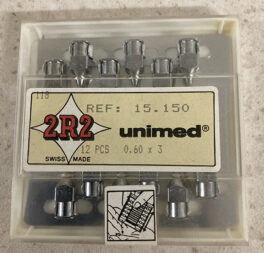 118
REF: 15.150
2R2 unimed®
12 PCS 0.60 x 3
SWISS MADE